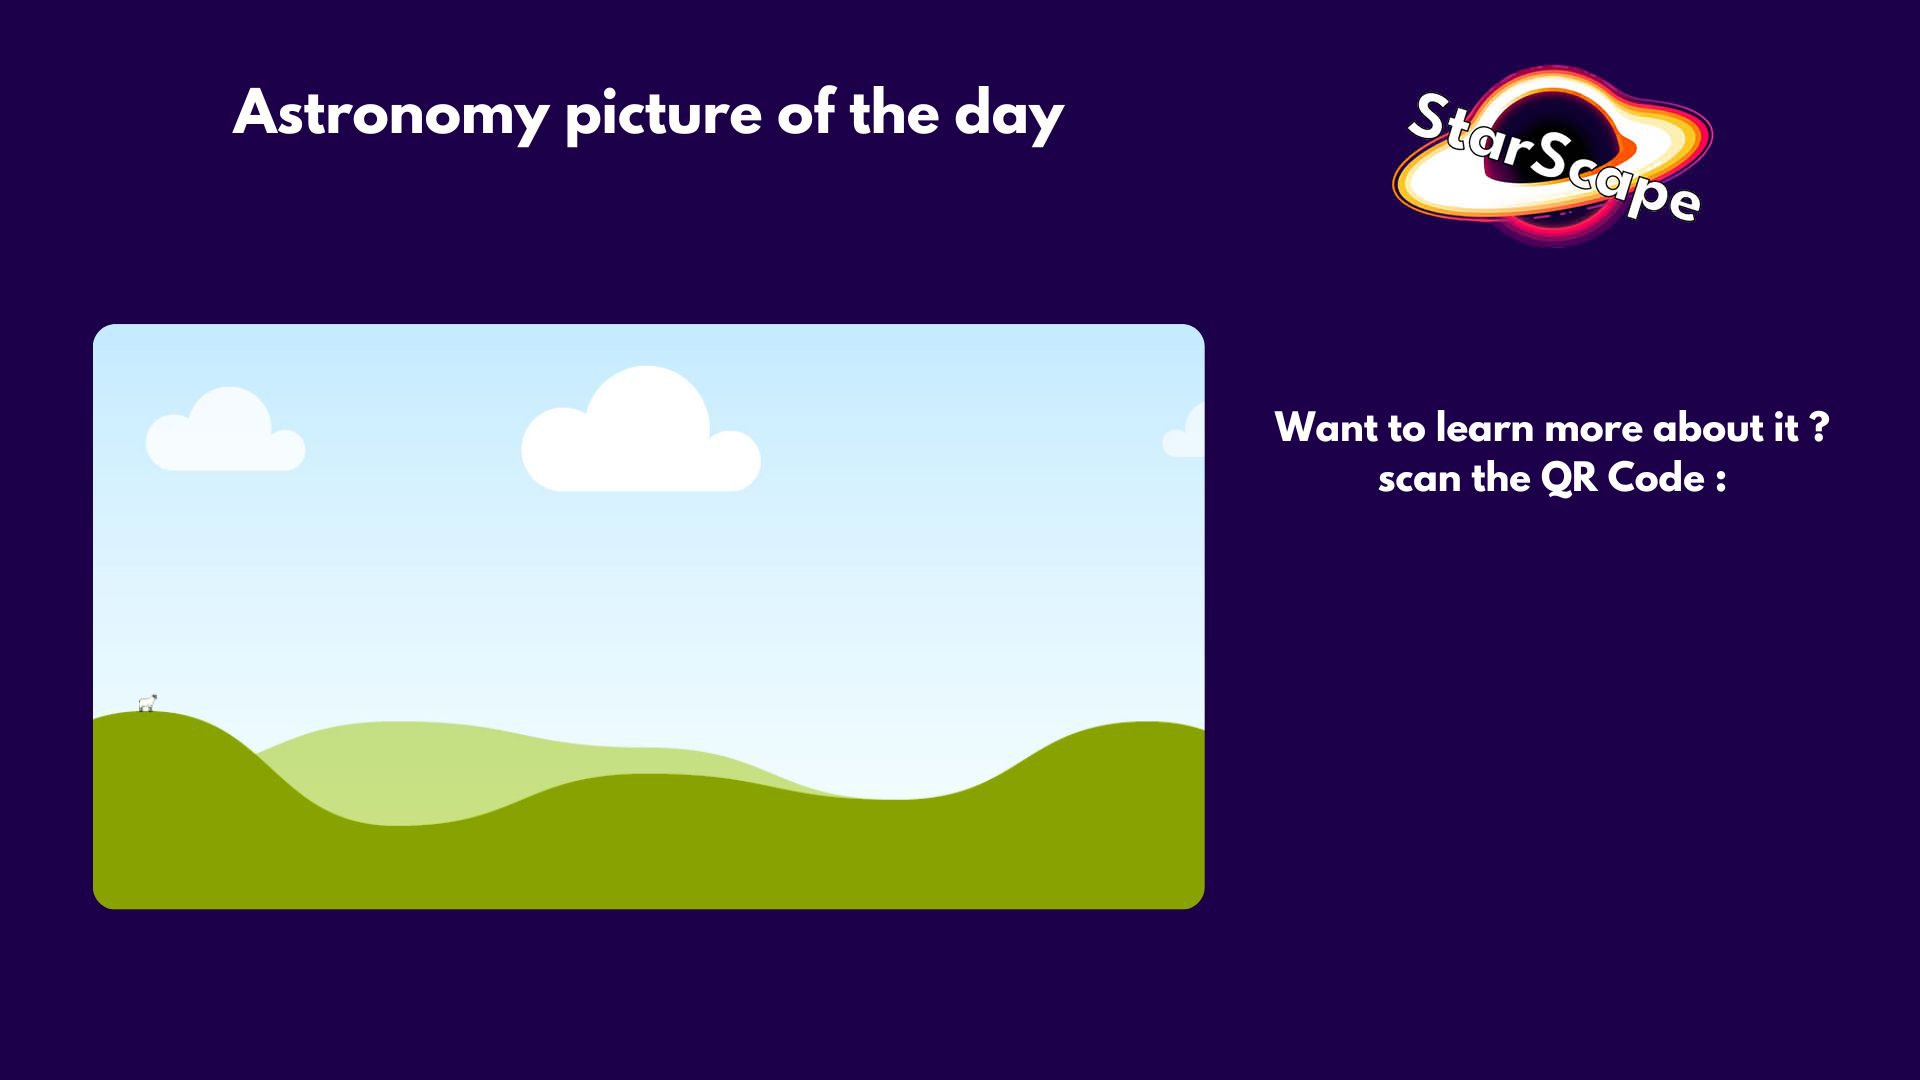 Astronomy picture of the day
StarScape
Want to learn more about it ?
scan the QR Code :